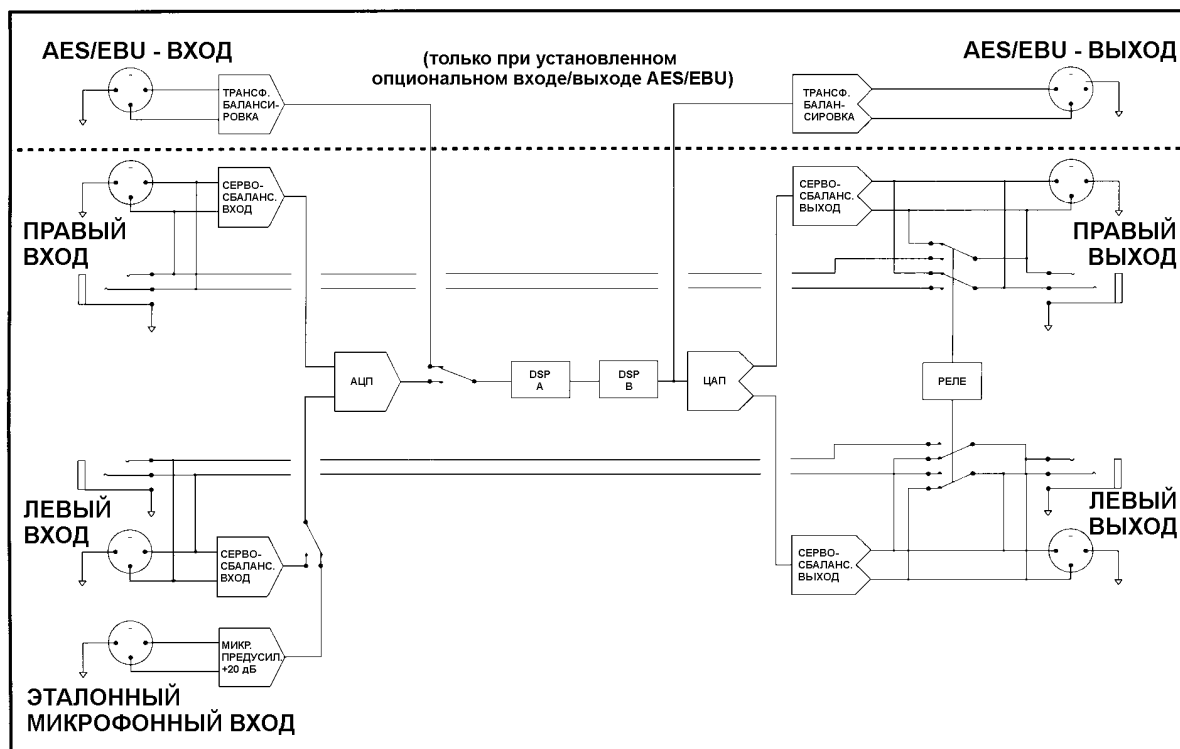 AES/EBU - ВХОД
(только при установленном
опциональном входе/выходе AES/EBU)
AES/EBU - ВЫХОД
ТРАНСФ.
БАЛАНСИ-
РОВКА
ТРАНСФ.
БАЛАН-
СИРОВКА
СЕРВО-
СБАЛАНС.
ВХОД
СЕРВО-
СБАЛАНС.
ВЫХОД
ПРАВЫЙ
ВХОД
ПРАВЫЙ
ВЫХОД
АЦП
DSP
A
DSP
B
ЦАП
РЕЛЕ
ЛЕВЫЙ
ВХОД
ЛЕВЫЙ
ВЫХОД
СЕРВО-
СБАЛАНС.
ВХОД
СЕРВО-
СБАЛАНС.
ВЫХОД
МИКР.
ПРЕДУСИЛ.
+20 дБ
ЭТАЛОННЫЙ
МИКРОФОННЫЙ ВХОД